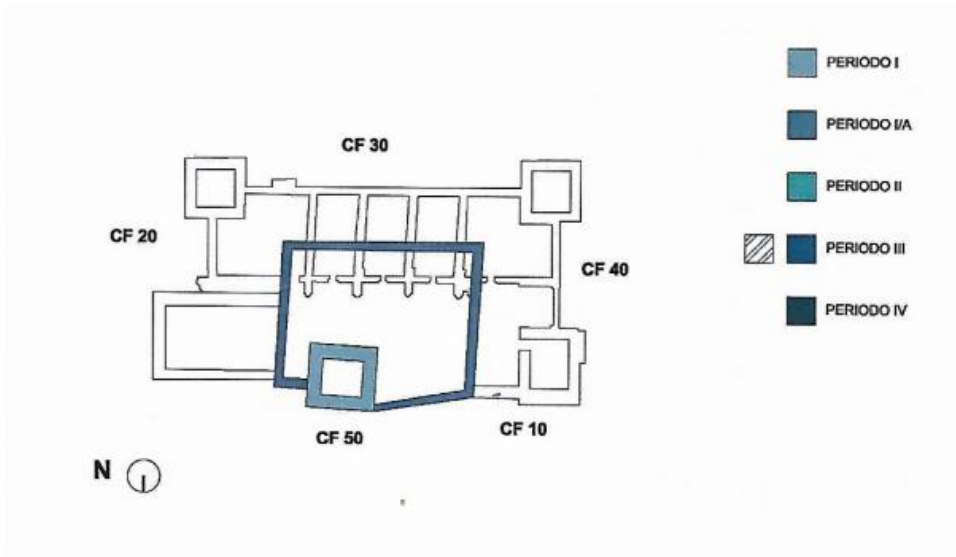 PERIODO I
PERIODO I/A
CF 30
PERIODO II
CF 20
PERIODO III
CF 40
PERIODO IV
CF 50
CF 10
N